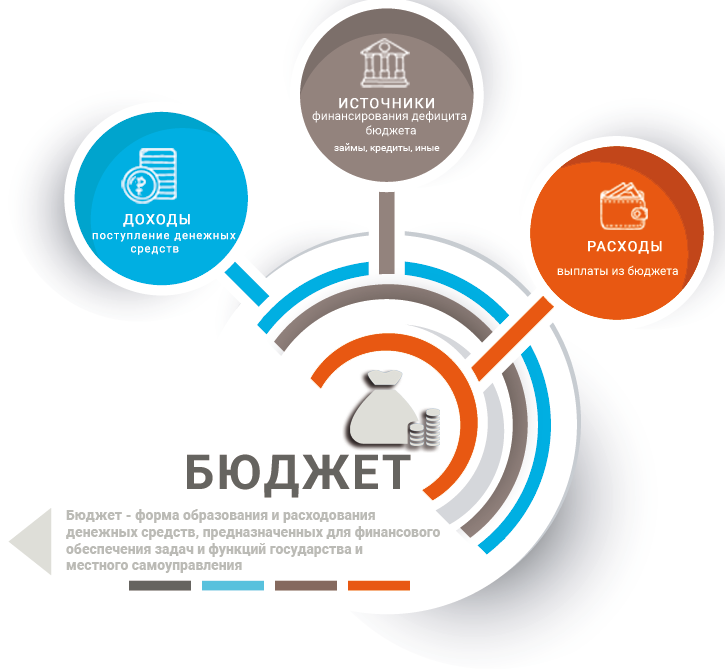 ИСТОЧНИКИ
финансирования дефицита
бюджета
займы, кредиты, иные
ДОХОДЫ
поступление денежных
средств
РАСХОДЫ
выплаты из бюджета
БЮДЖЕТ
Бюджет - форма образования и расходования
денежных средств, предназначенных для финансового
обеспечения задач и функций государства и
местного самоуправления